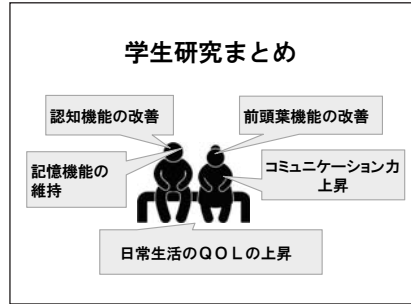 学生研究まとめ
認知機能の改善
前頭葉機能の改善
記憶機能の
維持
コミュニケーション力
上昇
日常生活のQOLの上昇